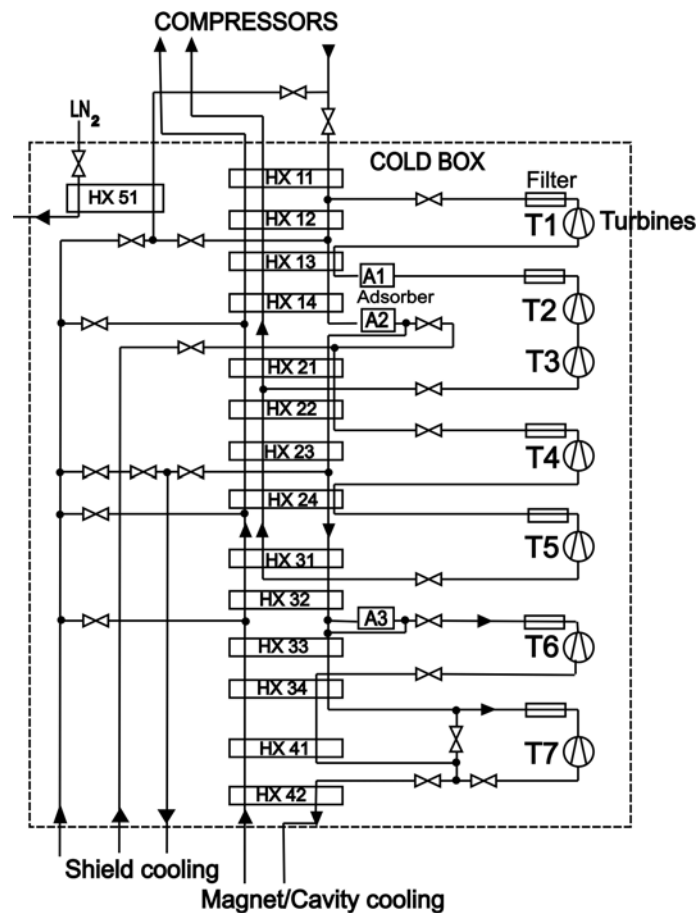 COMPRESSORS
LN2
COLD BOX
HX 11
Filter
HX 51
HX 12
T1 Turbines
HX 13
A1
Adsorber
HX 14
A2
T2
HX 21
T3
HX 22
HX 23
T4
HX 24
T5
HX 31
HX 32
A3
HX 33
T6
HX 34
HX 41
T7
HX 42
Shield cooling
Magnet/Cavity cooling